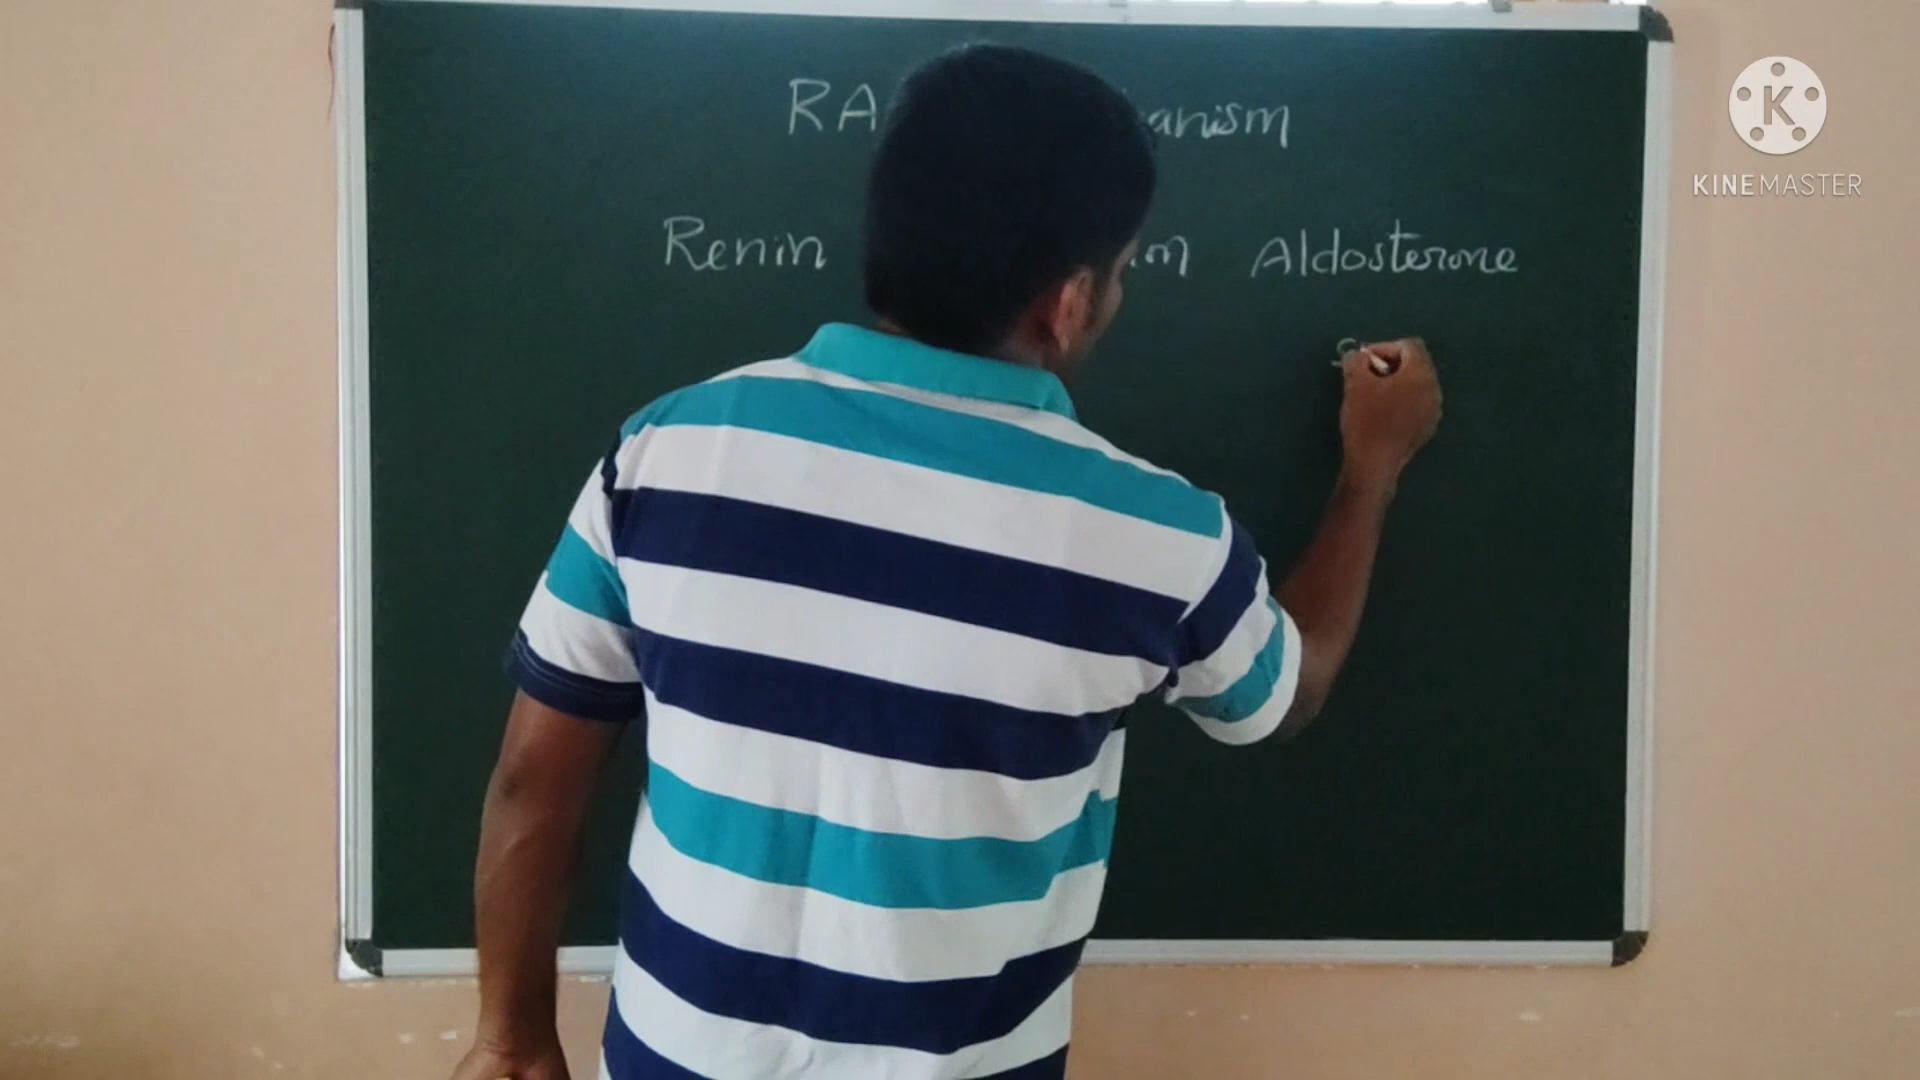 RA anism
Renin m Aldosterone
S
K
KINEMASTER